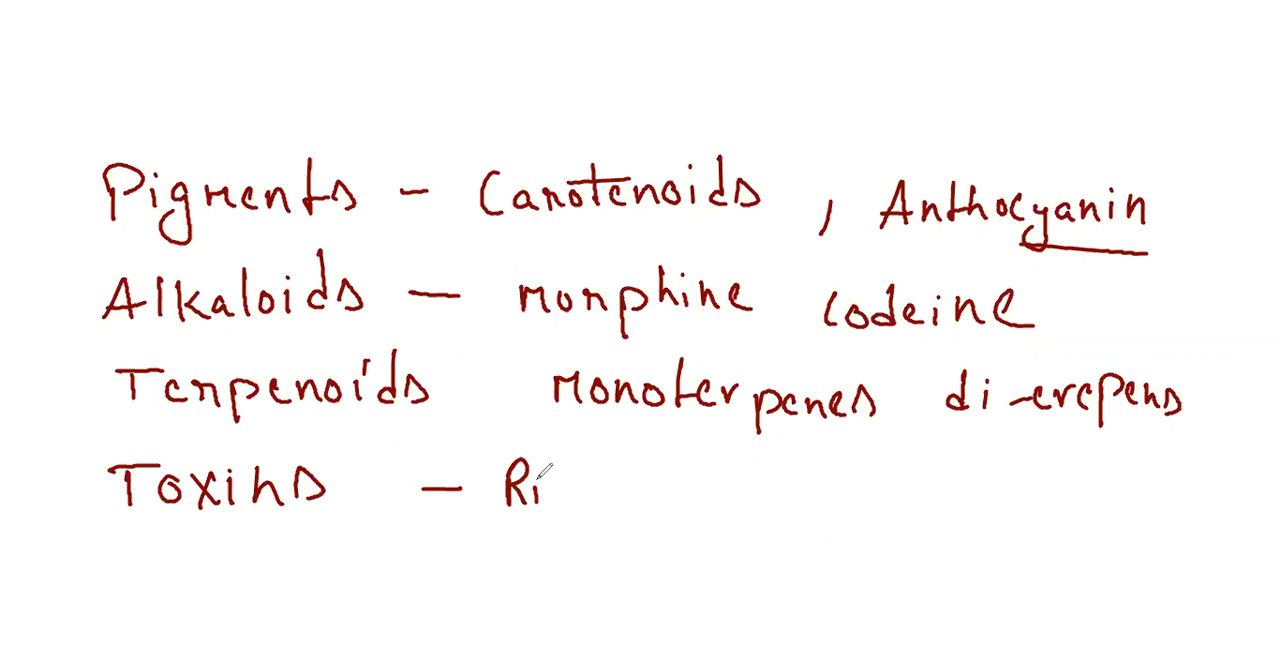 Pigments - Carotenoids , Anthocyanin
Alkaloids - morphine codeine
Terpenoids Monoterpenes di-erepens
Toxins - Ri